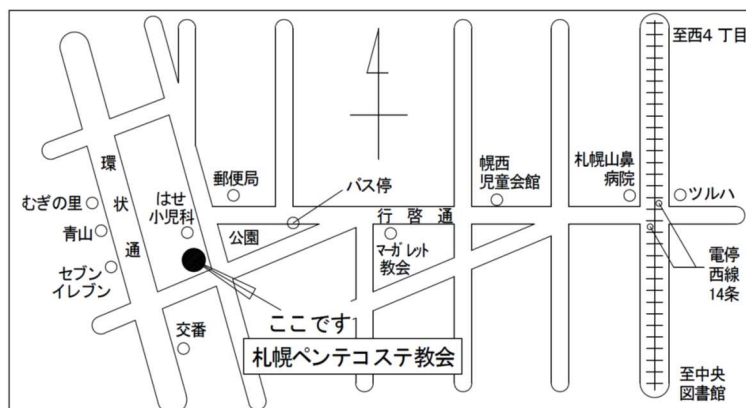 至西4丁目
環状通
郵便局
バス停
幌西
児童会館
札幌山鼻
病院
ツルハ
むぎの里
はせ
小児科
青山
公園
行啓通
マーガレット
教会
セブン
イレブン
電停
西線
14条
ここです
交番
札幌ペンテコステ教会
至中央
図書館